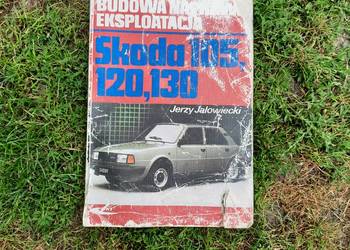 BUDOWA NAPRAWA
EKSPLOATACJA
Skoda 105,
120,130
Jerzy Jałowiecki